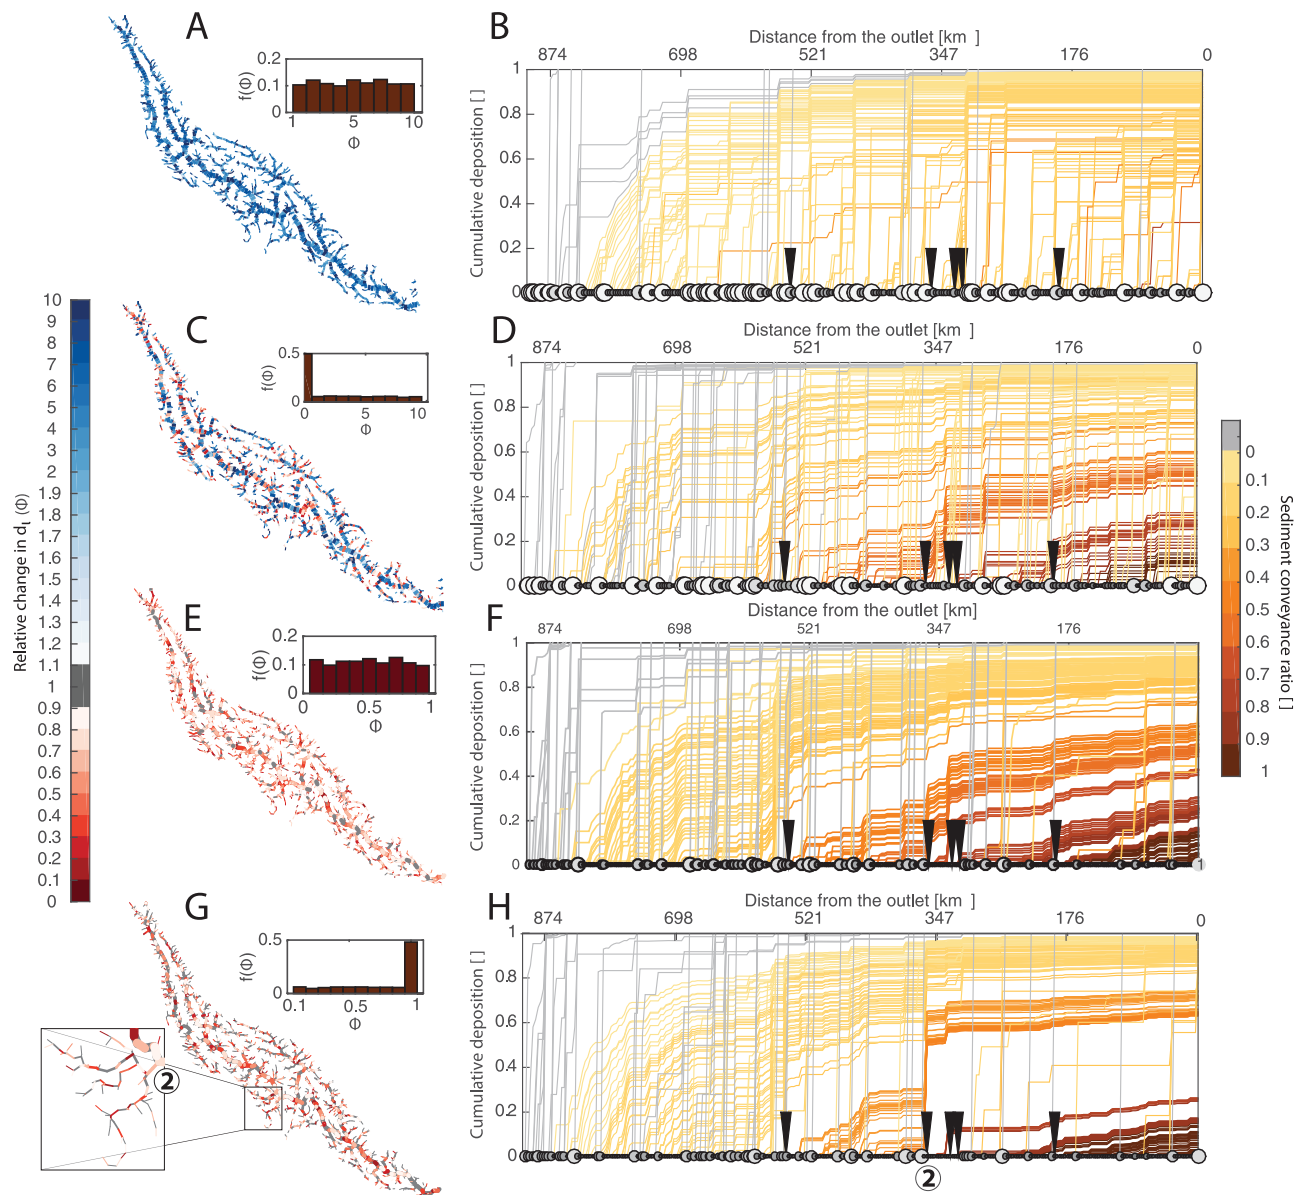 A
f(Φ)
0.2
0.1
0
1 5 10
Φ
B
Distance from the outlet [km ]
874 698 521 347 176 0
Cumulative deposition [ ]
1
0.8
0.6
0.4
0.2
0
C
f(Φ)
0.5
0
0 5 10
Φ
D
Distance from the outlet [km ]
874 698 521 347 176 0
Cumulative deposition [ ]
1
0.8
0.6
0.4
0.2
0
Relative change in dᵢ (Φ)
10
9
8
7
6
5
4
3
2
1.9
1.8
1.7
1.6
1.5
1.4
1.3
1.2
1.1
1
0.9
0.8
0.7
0.6
0.5
0.4
0.3
0.2
0.1
0
Sediment conveyance ratio [ ]
0
0.1
0.2
0.3
0.4
0.5
0.6
0.7
0.8
0.9
1
E
f(Φ)
0.2
0.1
0
0 0.5 1
Φ
F
Distance from the outlet [km]
874 698 521 347 176 0
Cumulative deposition [ ]
1
0.8
0.6
0.4
0.2
0
1
G
f(Φ)
0.5
0
0.1 0.5 1
Φ
2
H
Distance from the outlet [km ]
874 698 521 347 176 0
Cumulative deposition [ ]
1
0.8
0.6
0.4
0.2
0
2